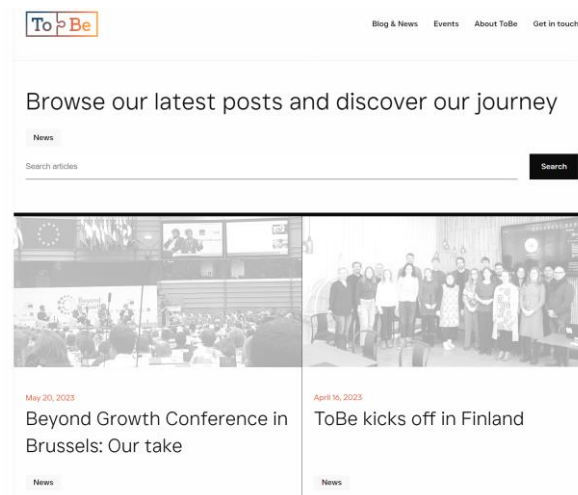 To Be
Blog & News Events About ToBe Get in touch
Browse our latest posts and discover our journey
News
Search articles
Search
May 20, 2023
Beyond Growth Conference in
Brussels: Our take
News
April 16, 2023
ToBe kicks off in Finland
News